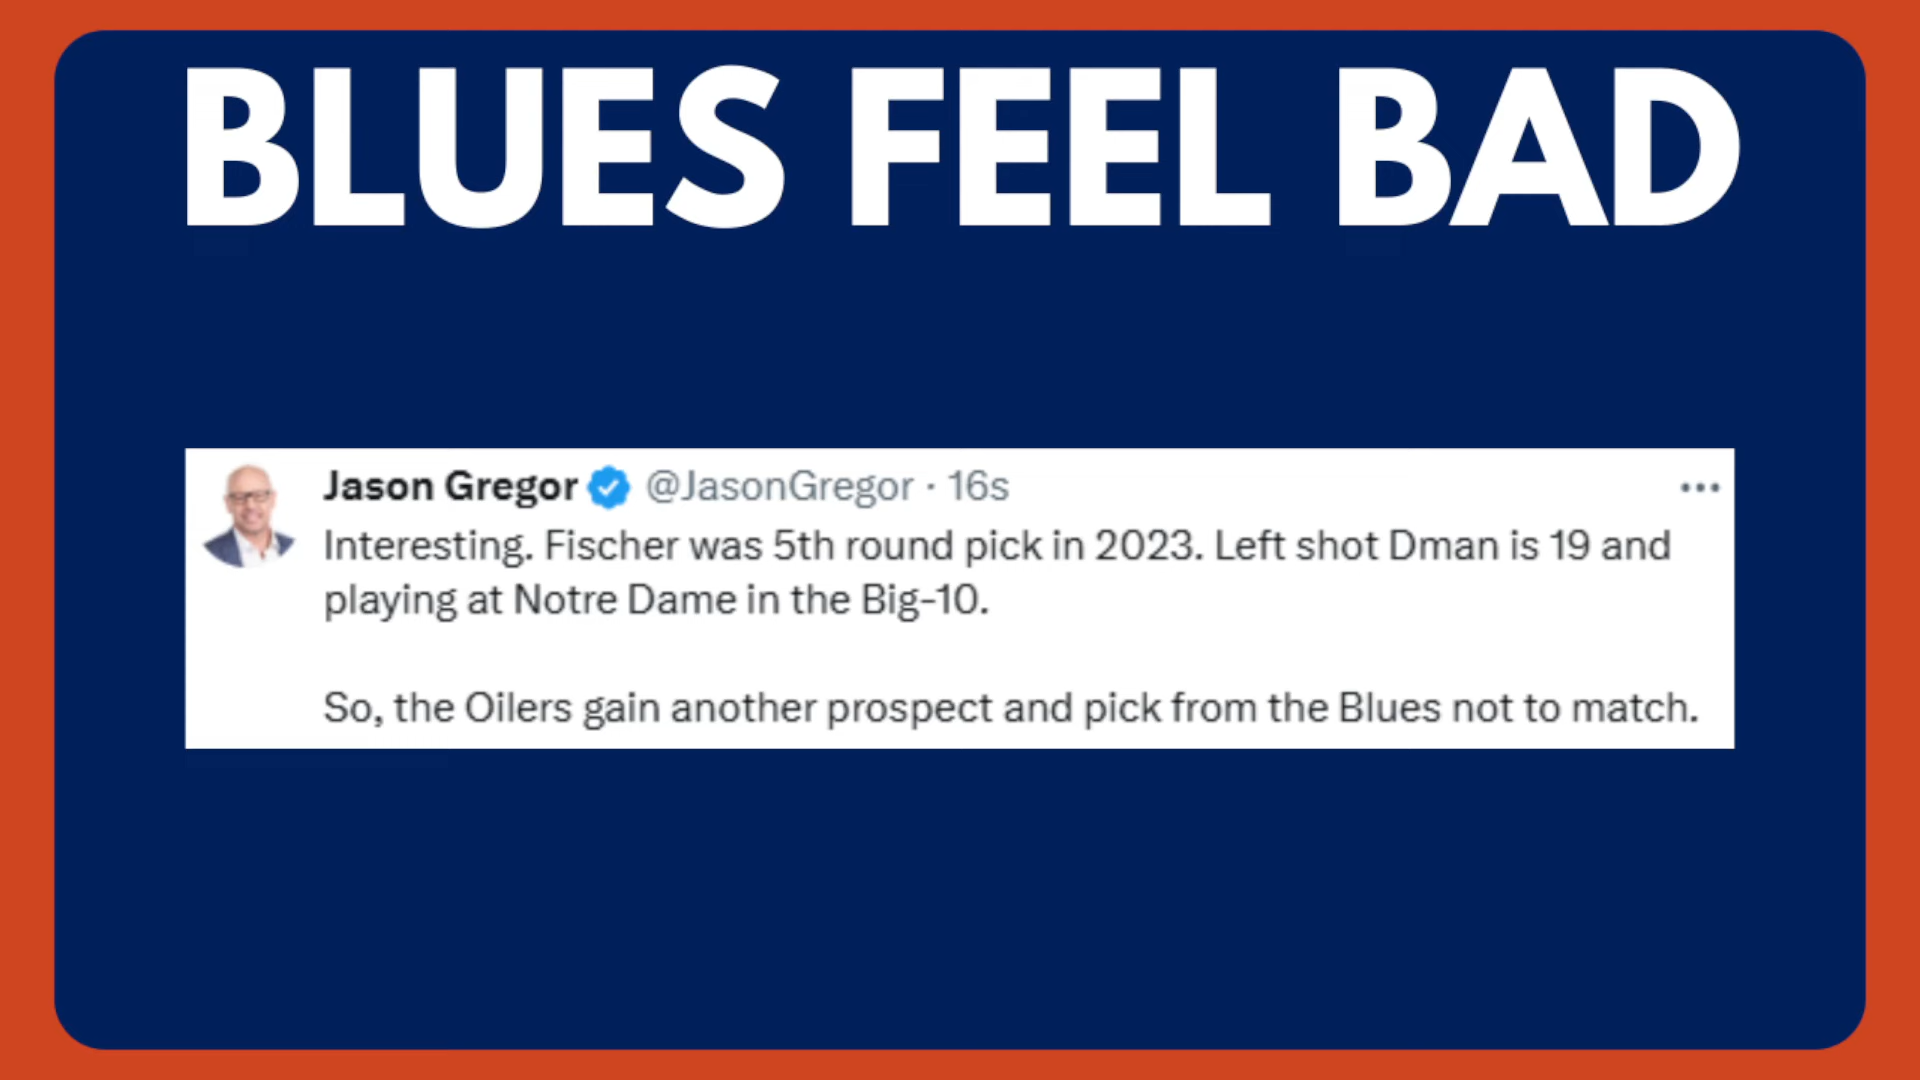 BLUES FEEL BAD
Jason Gregor @JasonGregor · 16s
Interesting. Fischer was 5th round pick in 2023. Left shot Dman is 19 and
playing at Notre Dame in the Big-10.
So, the Oilers gain another prospect and pick from the Blues not to match.